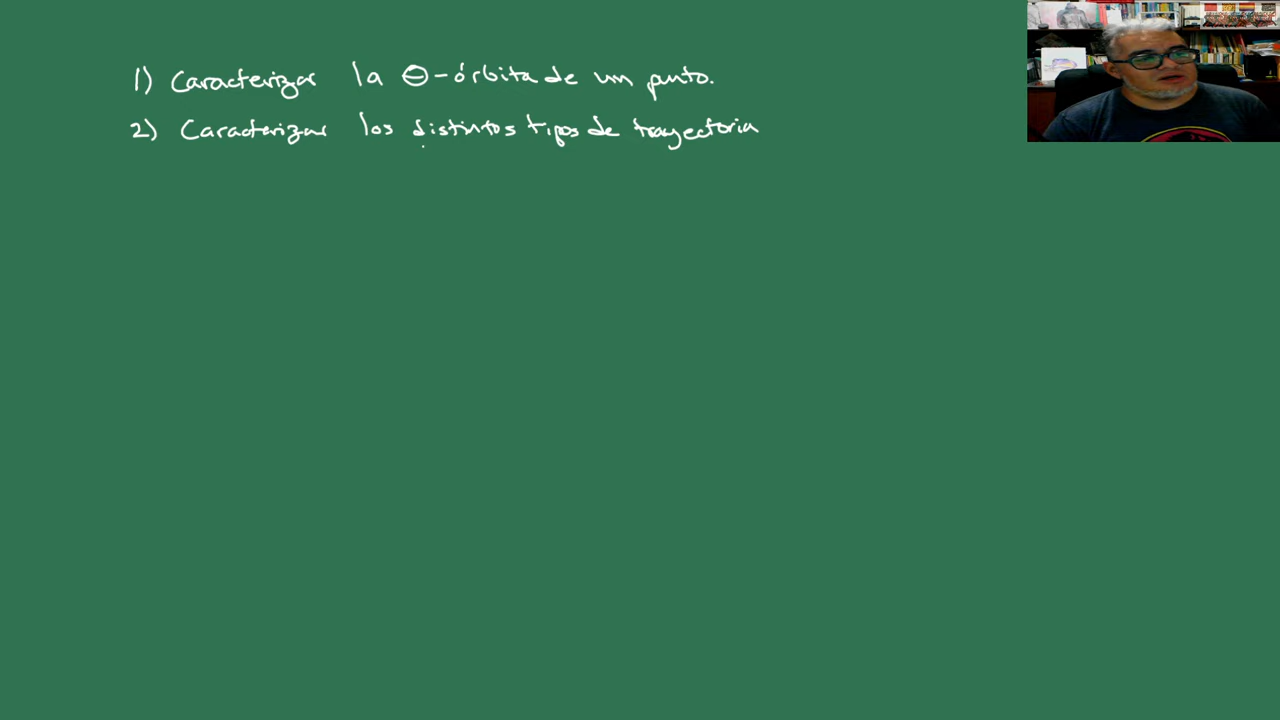 1) Caracterizar la Θ-órbita de un punto.
2) Caracterizar los distintos tipos de trayectoria